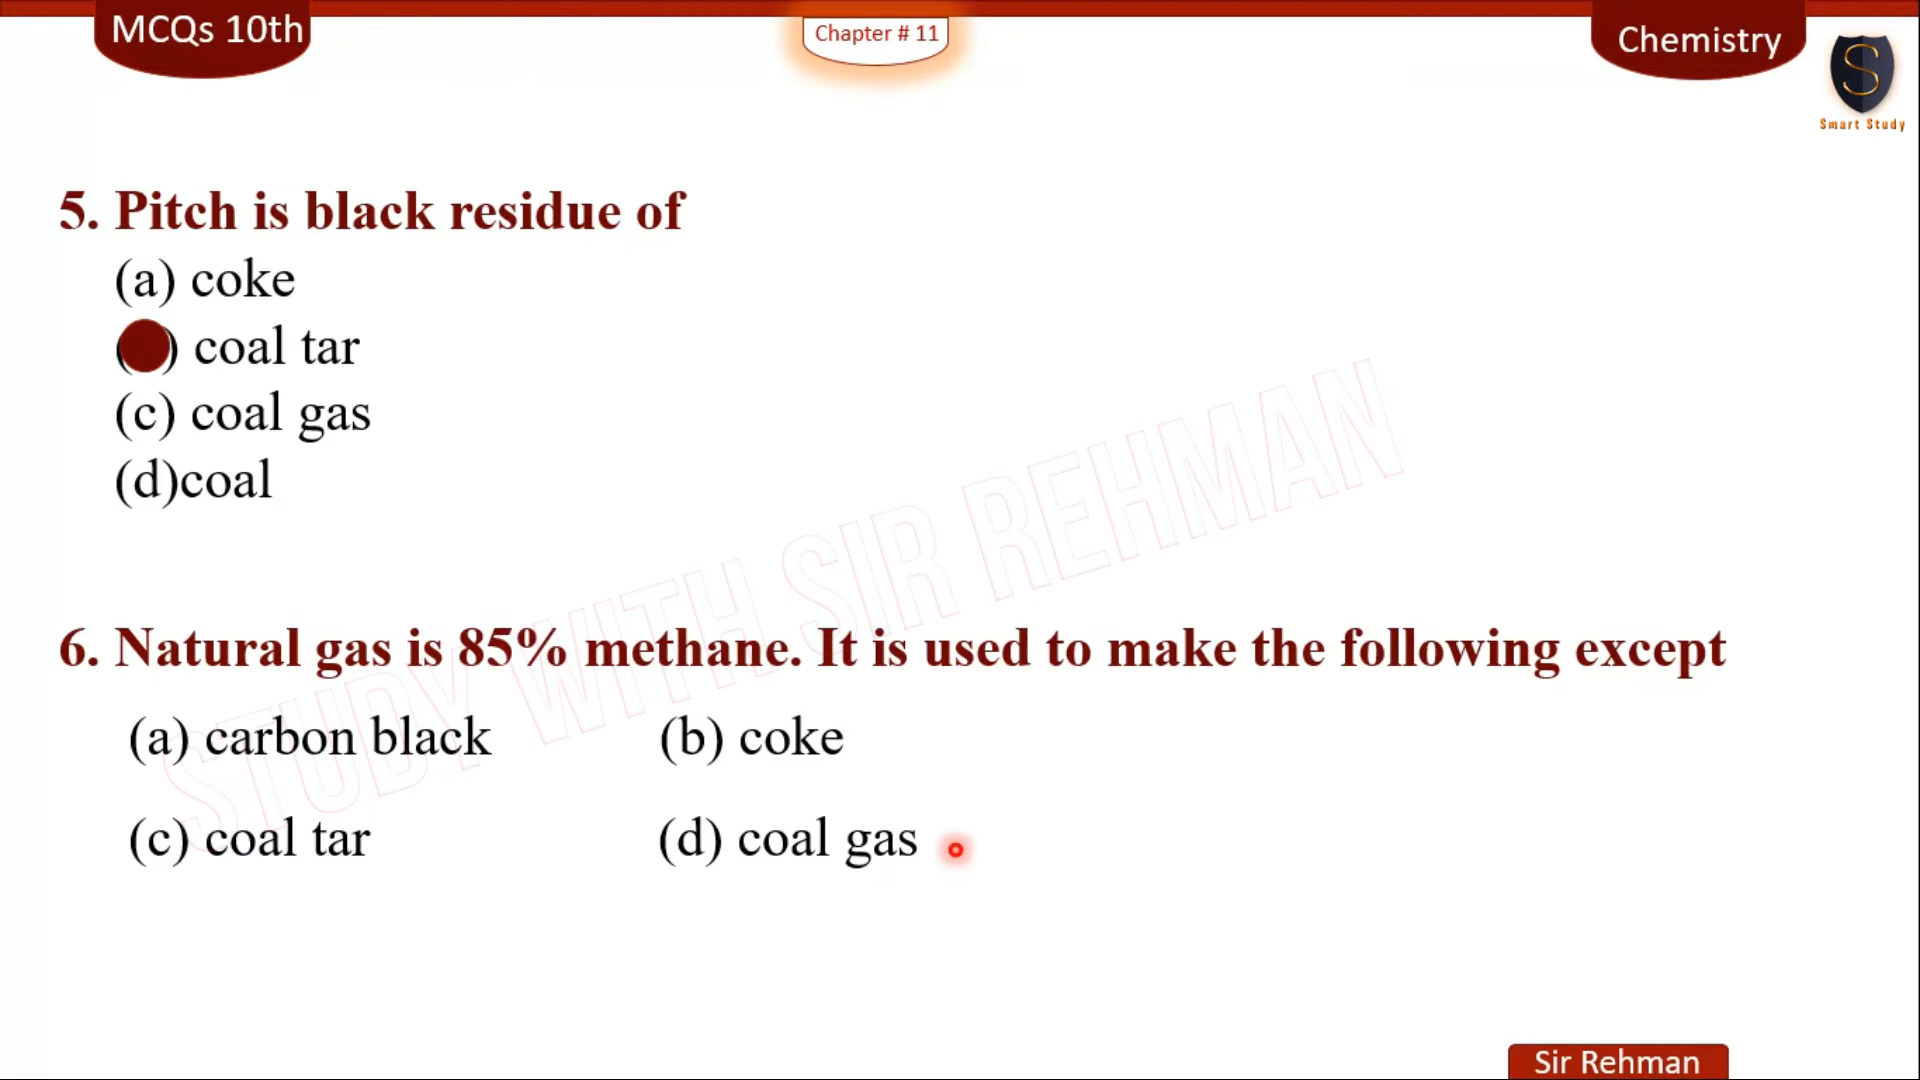 MCQs 10th
Chapter # 11
Chemistry
S
Smart Study
5. Pitch is black residue of
(a) coke
( ) coal tar
(c) coal gas
(d)coal
STUDY WITH SIR REHMAN
6. Natural gas is 85% methane. It is used to make the following except
(a) carbon black (b) coke
(c) coal tar (d) coal gas
Sir Rehman